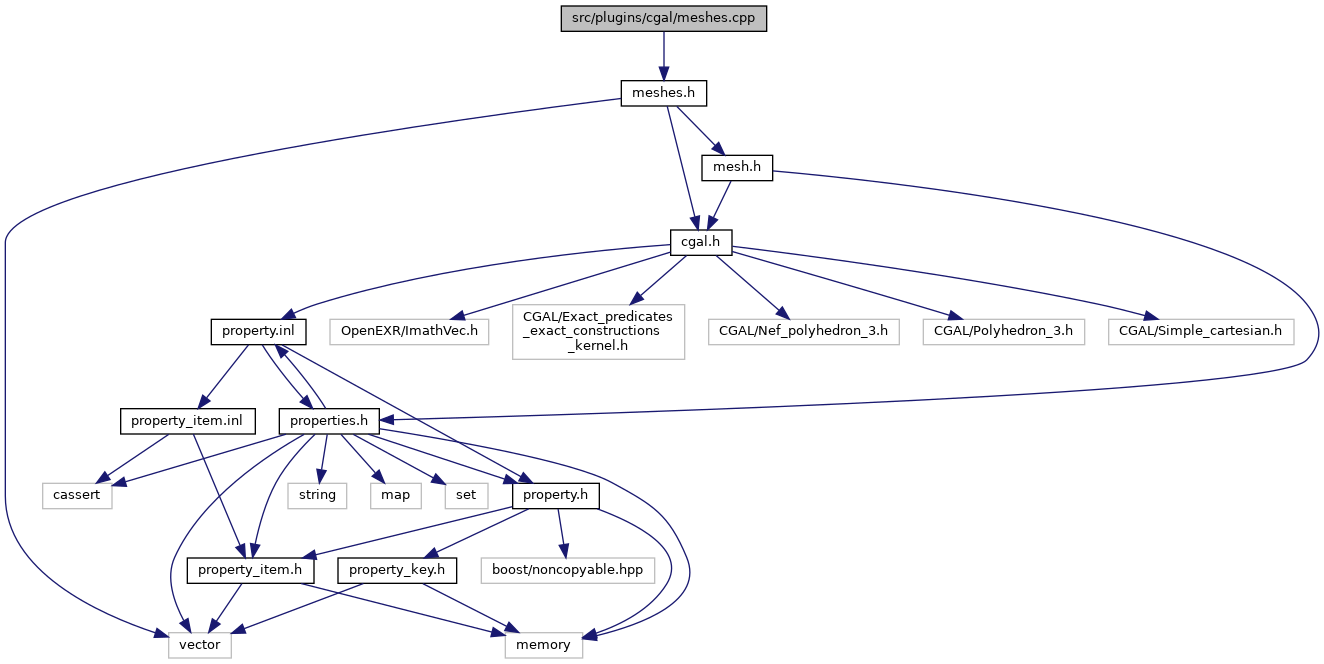 src/plugins/cgal/meshes.cpp
meshes.h
mesh.h
cgal.h
property.inl
OpenEXR/ImathVec.h
CGAL/Exact_predicates
_exact_constructions
_kernel.h
CGAL/Nef_polyhedron_3.h
CGAL/Polyhedron_3.h
CGAL/Simple_cartesian.h
property_item.inl
properties.h
cassert
string
map
set
property.h
property_item.h
property_key.h
boost/noncopyable.hpp
vector
memory